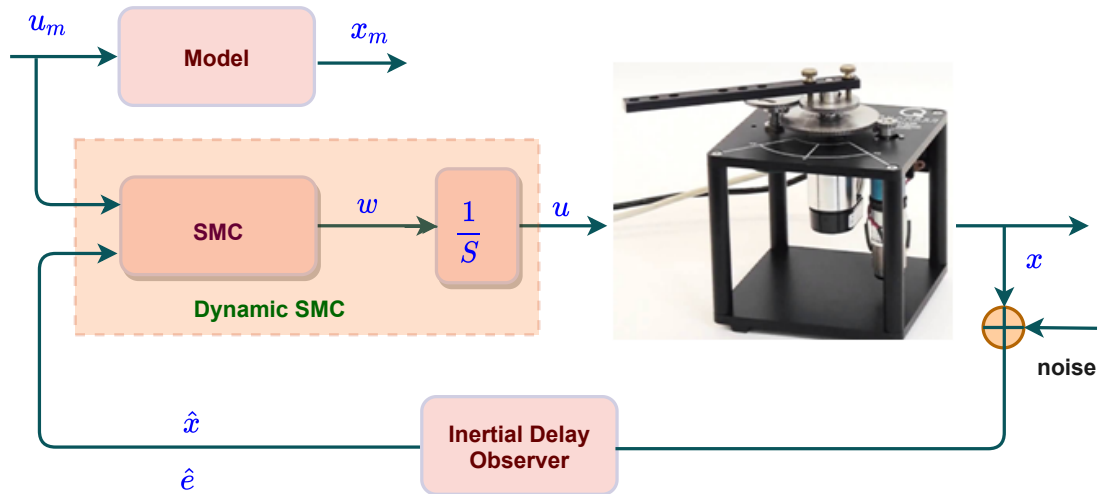 u_m
Model
x_m
SMC
w
1
S
u
Dynamic SMC
x
noise
x̂
ê
Inertial Delay
Observer